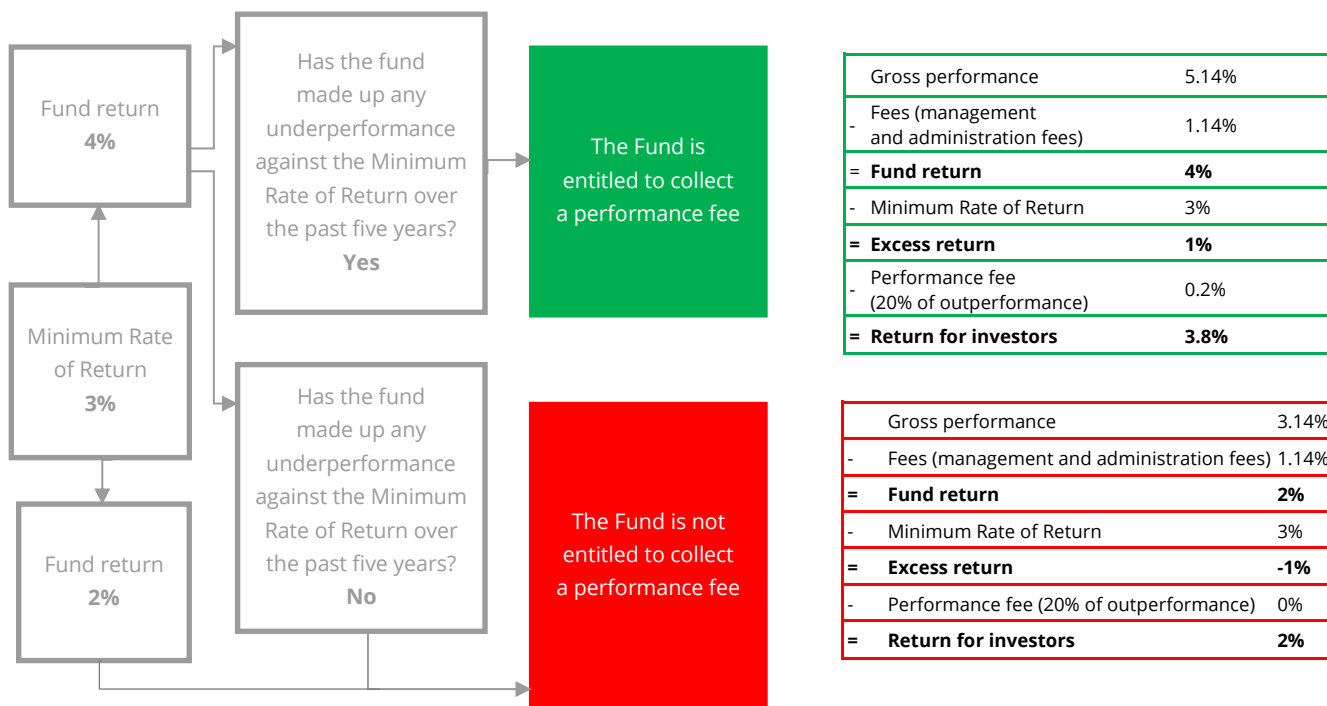 Fund return
4%
Minimum Rate
of Return
3%
Fund return
2%
Has the fund
made up any
underperformance
against the Minimum
Rate of Return over
the past five years?
Yes
Has the fund
made up any
underperformance
against the Minimum
Rate of Return over
the past five years?
No
The Fund is
entitled to collect
a performance fee
The Fund is not
entitled to collect
a performance fee
Gross performance 5.14%
- Fees (management
and administration fees) 1.14%
= Fund return 4%
- Minimum Rate of Return 3%
= Excess return 1%
- Performance fee
(20% of outperformance) 0.2%
= Return for investors 3.8%
Gross performance 3.14%
- Fees (management and administration fees) 1.14%
= Fund return 2%
- Minimum Rate of Return 3%
= Excess return -1%
- Performance fee (20% of outperformance) 0%
= Return for investors 2%